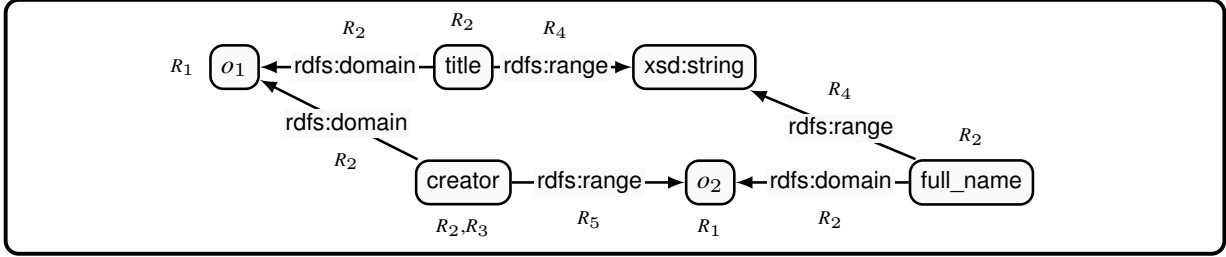 R₂ R₂ R₄
R₁ o₁ rdfs:domain title rdfs:range xsd:string
R₄
rdfs:domain rdfs:range R₂
R₂
creator rdfs:range o₂ rdfs:domain full_name
R₂,R₃ R₅ R₁ R₂